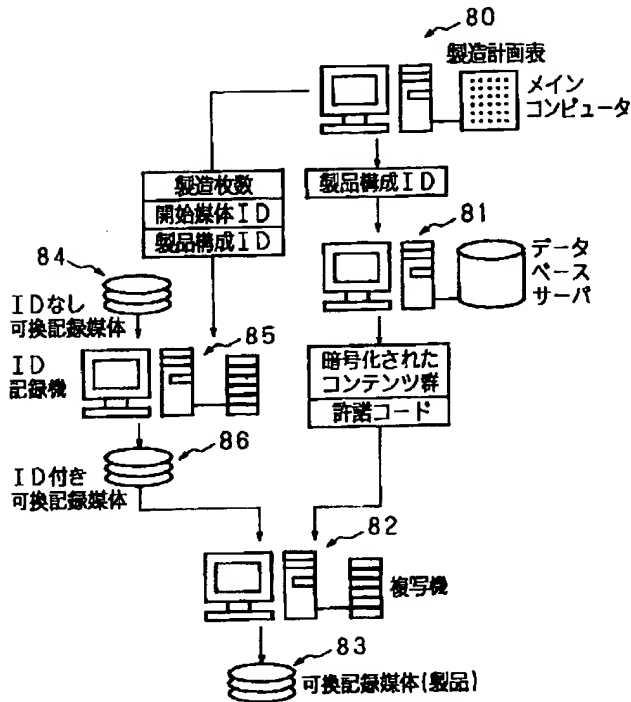 80
製造計画表
メイン
コンピュータ
製造枚数
開始媒体ID
製品構成ID
製品構成ID
81
データ
ベース
サーバ
84
IDなし
可換記録媒体
ID
記録機
85
暗号化された
コンテンツ群
許諾コード
86
ID付き
可換記録媒体
82
複写機
83
可換記録媒体(製品)